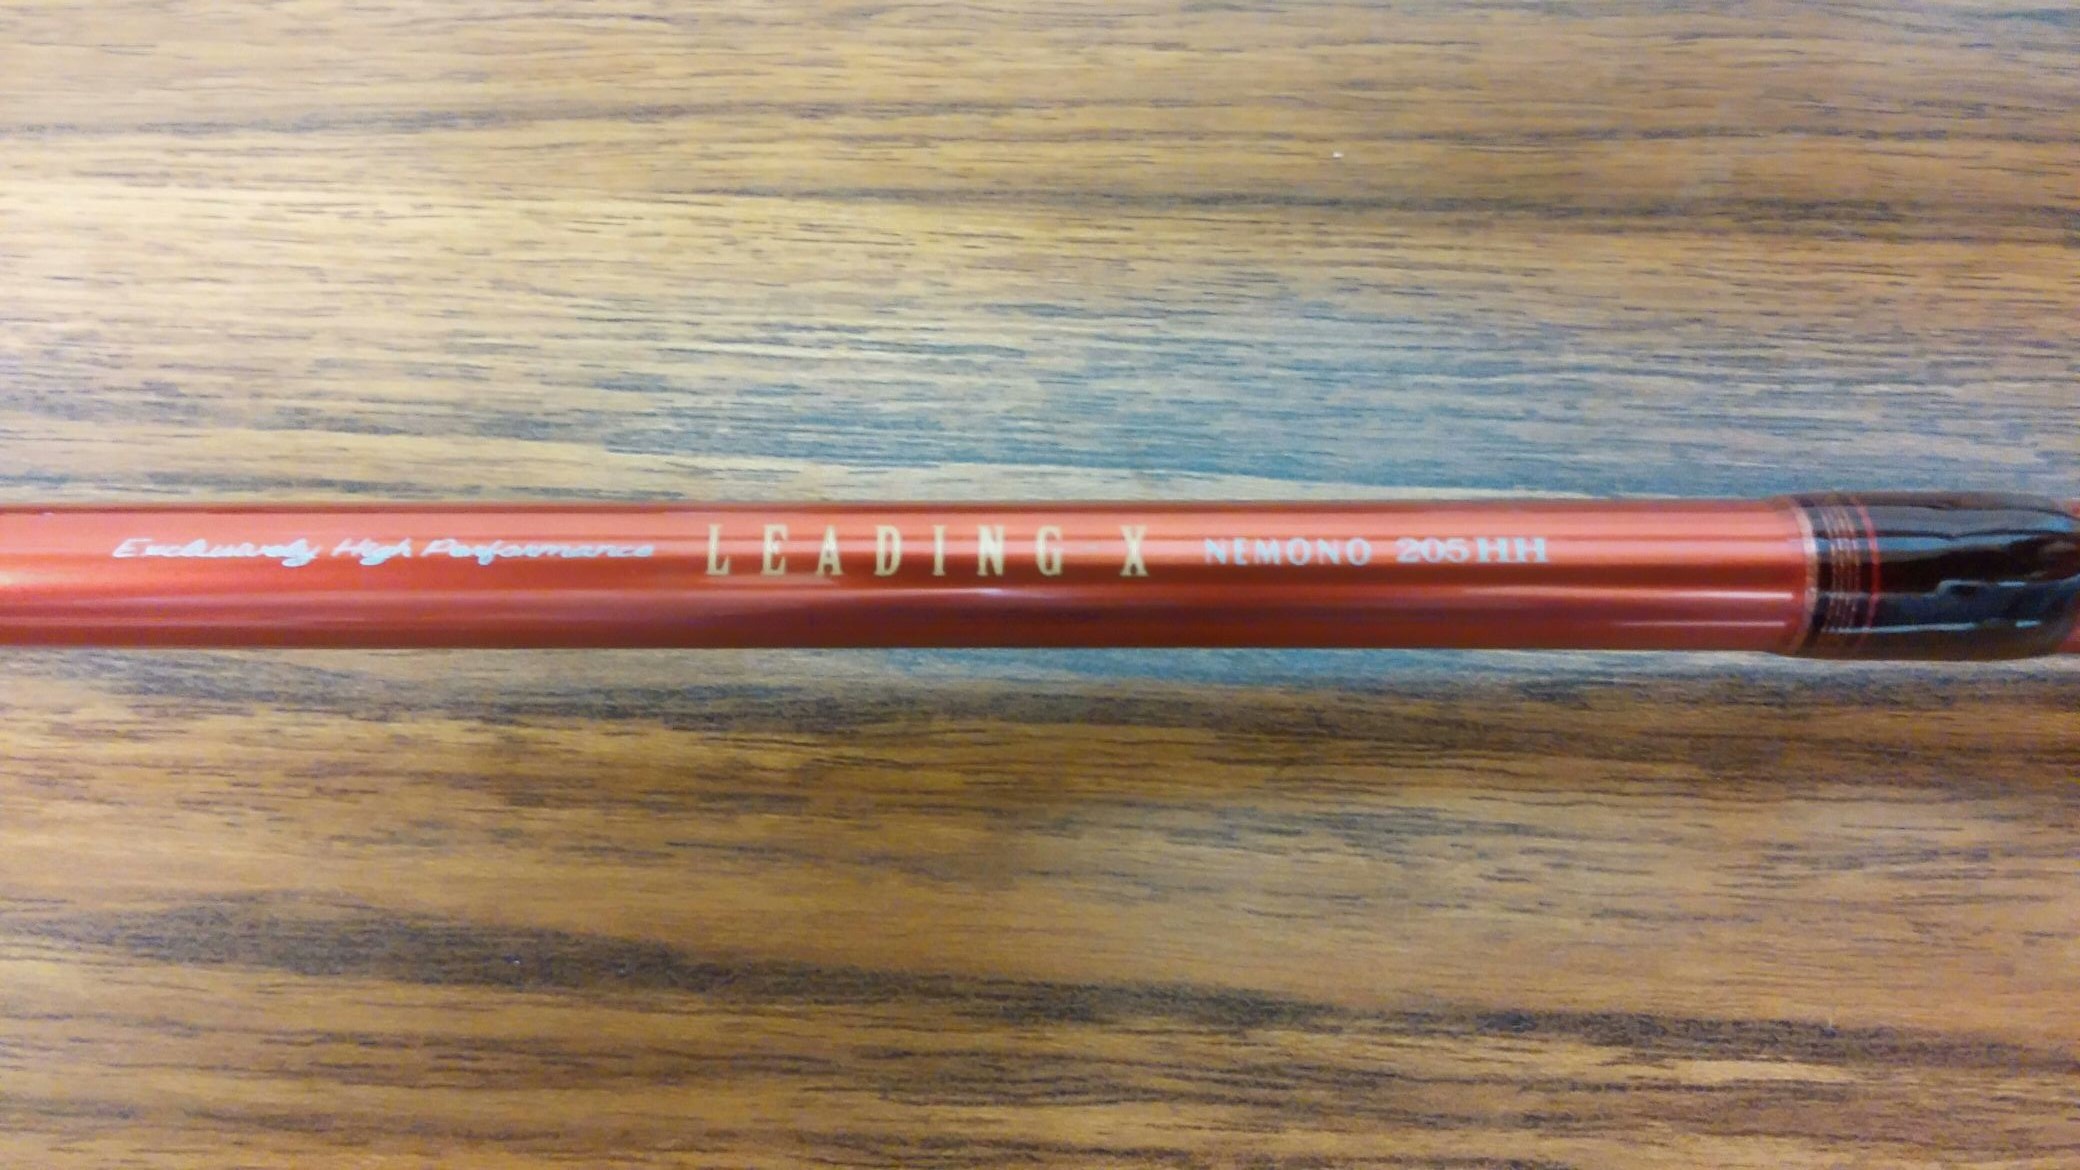 Exclusively High Performance LEADING X NEMONO 205HH